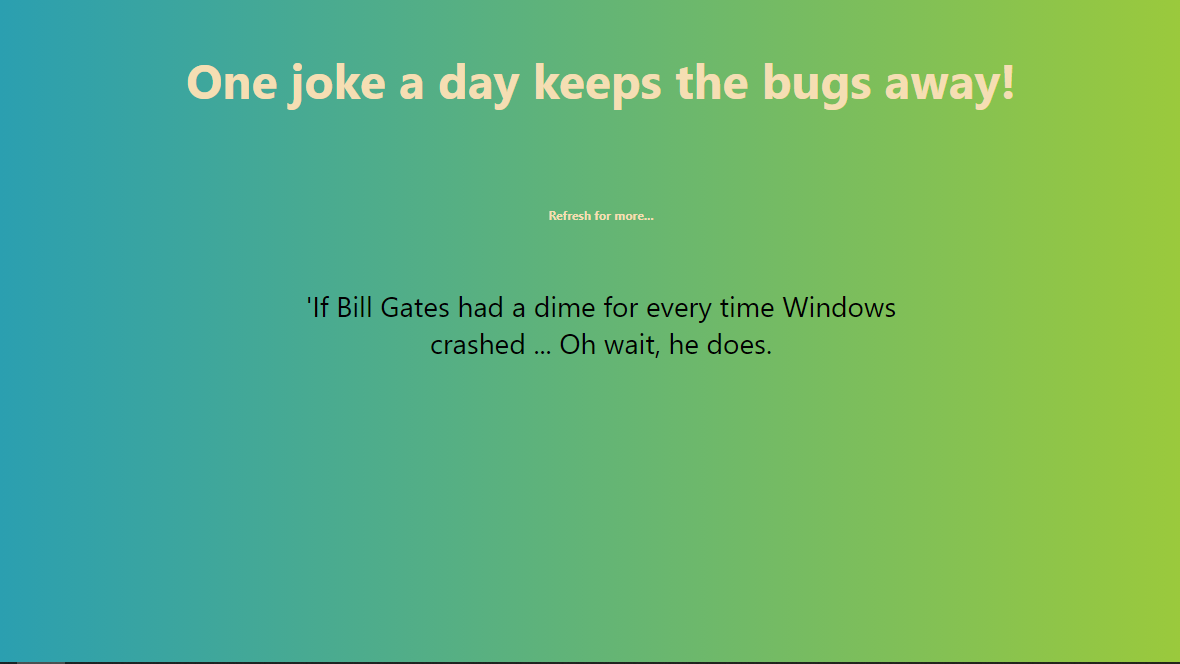 One joke a day keeps the bugs away!
Refresh for more...
'If Bill Gates had a dime for every time Windows
crashed ... Oh wait, he does.